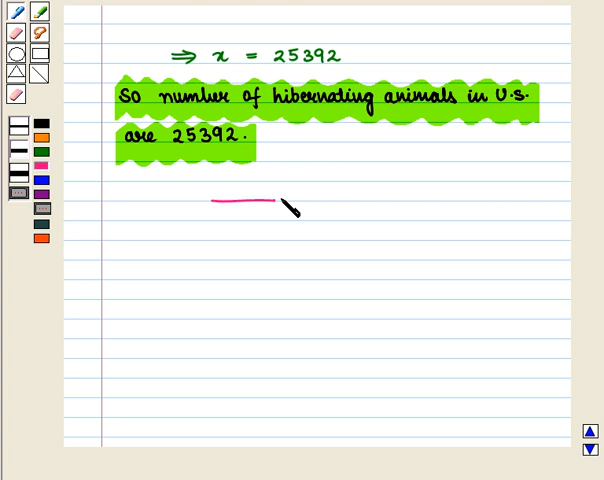 ⇒ x = 25392
So number of hibernating animals in U.S.
are 25392.